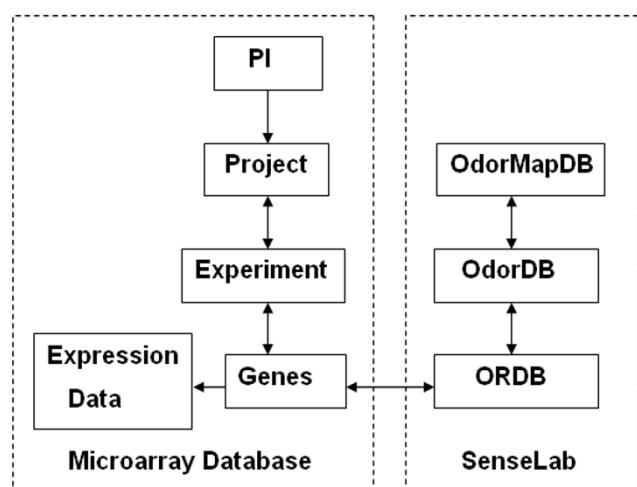 PI
Project
OdorMapDB
Experiment
OdorDB
Expression
Data
Genes
ORDB
Microarray Database
SenseLab